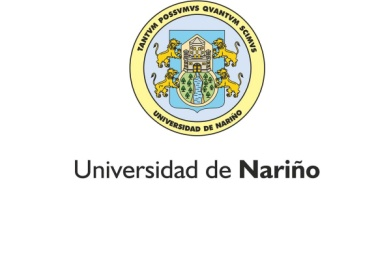 TANTVM POSSVMVS QVANTVM SCIMVS
UNIVERSIDAD DE NARIÑO
Universidad de Nariño